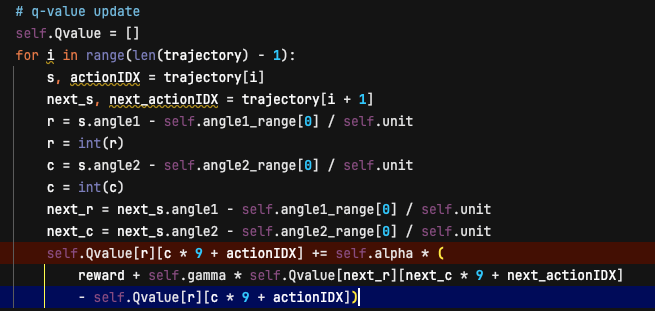 # q-value update
self.Qvalue = []
for i in range(len(trajectory) - 1):
    s, actionIDX = trajectory[i]
    next_s, next_actionIDX = trajectory[i + 1]
    r = s.angle1 - self.angle1_range[0] / self.unit
    r = int(r)
    c = s.angle2 - self.angle2_range[0] / self.unit
    c = int(c)
    next_r = next_s.angle1 - self.angle1_range[0] / self.unit
    next_c = next_s.angle2 - self.angle2_range[0] / self.unit
    self.Qvalue[r][c * 9 + actionIDX] += self.alpha * (
        reward + self.gamma * self.Qvalue[next_r][next_c * 9 + next_actionIDX]
        - self.Qvalue[r][c * 9 + actionIDX])